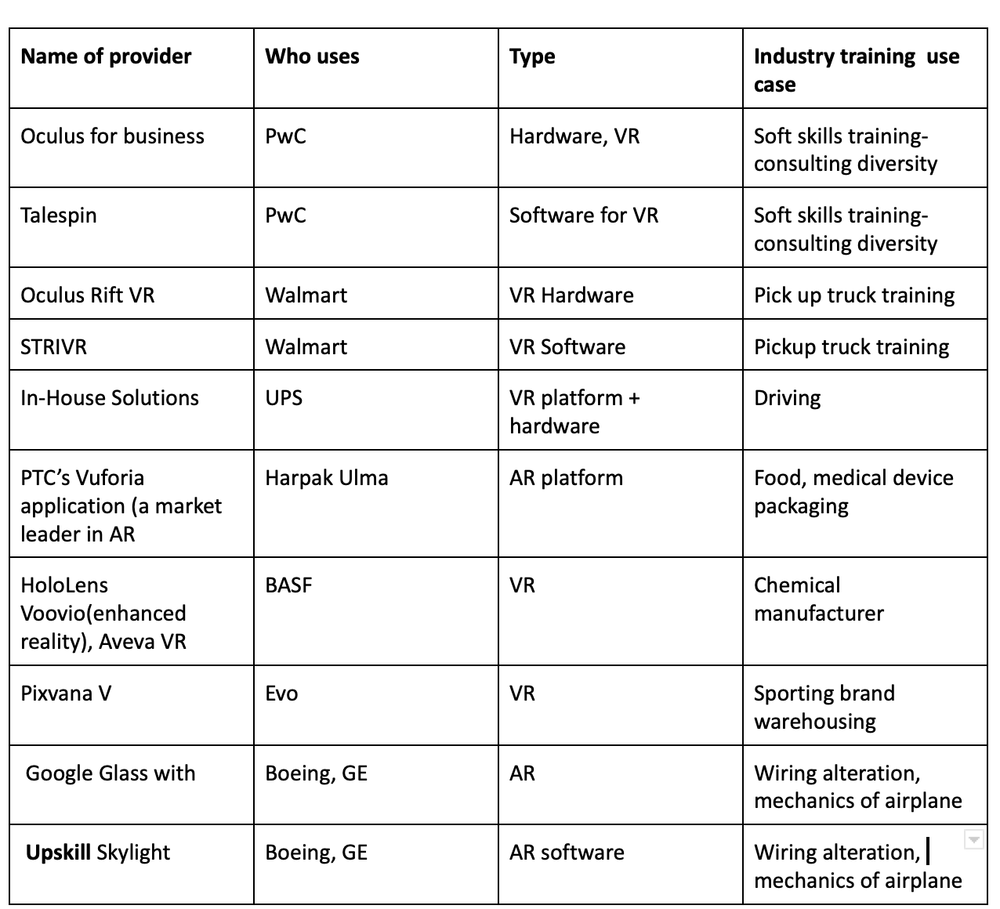 Name of provider
Who uses
Type
Industry training  use
case
Oculus for business
PwC
Hardware, VR
Soft skills training-
consulting diversity
Talespin
PwC
Software for VR
Soft skills training-
consulting diversity
Oculus Rift VR
Walmart
VR Hardware
Pick up truck training
STRIVR
Walmart
VR Software
Pickup truck training
In-House Solutions
UPS
VR platform +
hardware
Driving
PTC’s Vuforia
application (a market
leader in AR
Harpak Ulma
AR platform
Food, medical device
packaging
HoloLens
Voovio(enhanced
reality), Aveva VR
BASF
VR
Chemical
manufacturer
Pixvana V
Evo
VR
Sporting brand
warehousing
Google Glass with
Boeing, GE
AR
Wiring alteration,
mechanics of airplane
Upskill Skylight
Boeing, GE
AR software
Wiring alteration,
mechanics of airplane